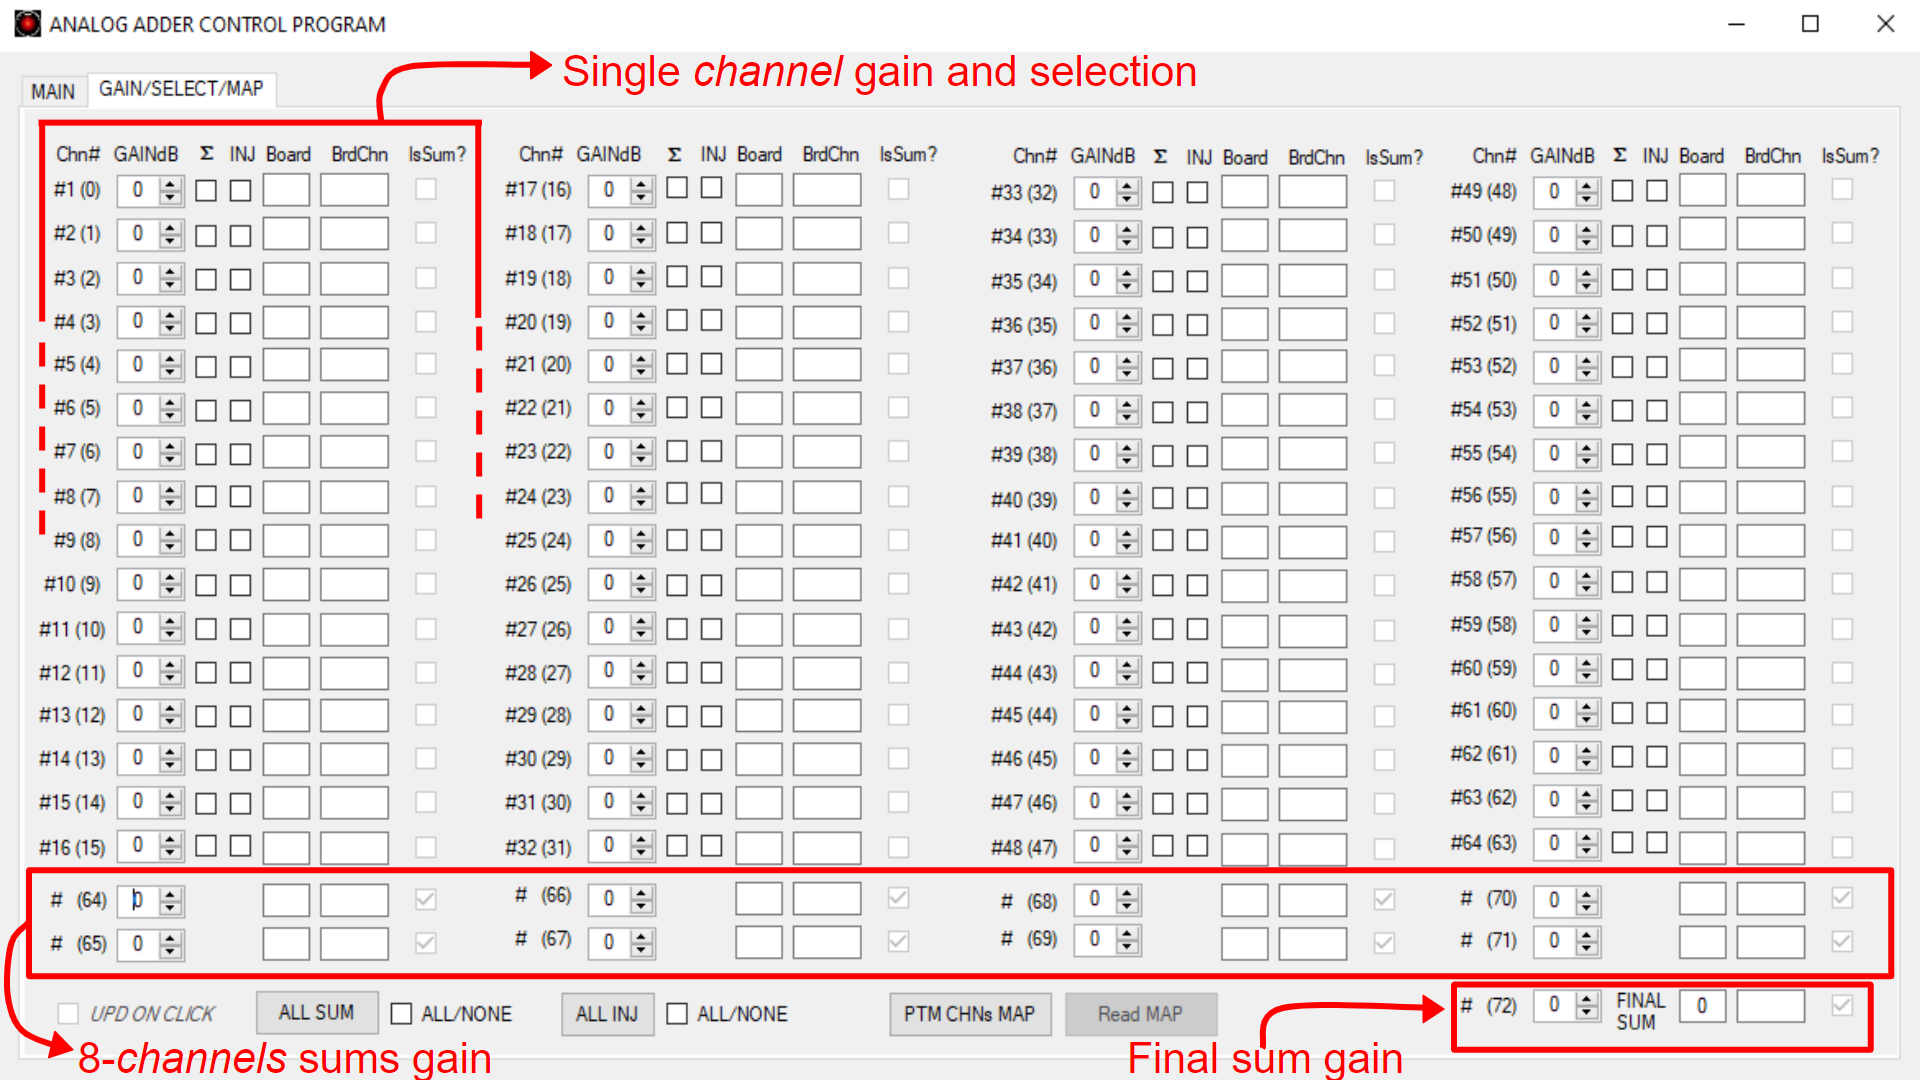 ANALOG ADDER CONTROL PROGRAM
Single channel gain and selection
MAIN GAIN/SELECT/MAP
Chn# GAINdB Σ INJ Board BrdChn IsSum? Chn# GAINdB Σ INJ Board BrdChn IsSum? Chn# GAINdB Σ INJ Board BrdChn IsSum? Chn# GAINdB Σ INJ Board BrdChn IsSum?
#1 (0) 0 #17 (16) 0 #33 (32) 0 #49 (48) 0
#2 (1) 0 #18 (17) 0 #34 (33) 0 #50 (49) 0
#3 (2) 0 #19 (18) 0 #35 (34) 0 #51 (50) 0
#4 (3) 0 #20 (19) 0 #36 (35) 0 #52 (51) 0
#5 (4) 0 #21 (20) 0 #37 (36) 0 #53 (52) 0
#6 (5) 0 #22 (21) 0 #38 (37) 0 #54 (53) 0
#7 (6) 0 #23 (22) 0 #39 (38) 0 #55 (54) 0
#8 (7) 0 #24 (23) 0 #40 (39) 0 #56 (55) 0
#9 (8) 0 #25 (24) 0 #41 (40) 0 #57 (56) 0
#10 (9) 0 #26 (25) 0 #42 (41) 0 #58 (57) 0
#11 (10) 0 #27 (26) 0 #43 (42) 0 #59 (58) 0
#12 (11) 0 #28 (27) 0 #44 (43) 0 #60 (59) 0
#13 (12) 0 #29 (28) 0 #45 (44) 0 #61 (60) 0
#14 (13) 0 #30 (29) 0 #46 (45) 0 #62 (61) 0
#15 (14) 0 #31 (30) 0 #47 (46) 0 #63 (62) 0
#16 (15) 0 #32 (31) 0 #48 (47) 0 #64 (63) 0
# (64) 0 # (66) 0 # (68) 0 # (70) 0
# (65) 0 # (67) 0 # (69) 0 # (71) 0
UPD ON CLICK ALL SUM ALL/NONE ALL INJ ALL/NONE PTM CHNs MAP Read MAP # (72) 0 FINAL SUM 0
8-channels sums gain Final sum gain